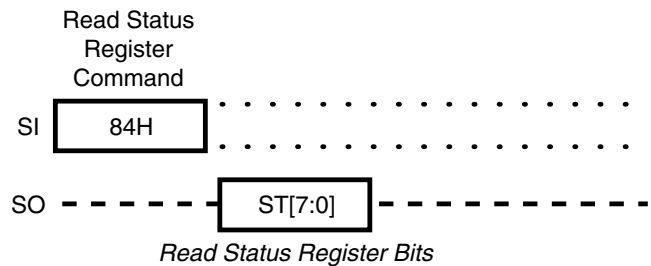 Read Status
Register
Command
SI 84H
SO ST[7:0]
Read Status Register Bits